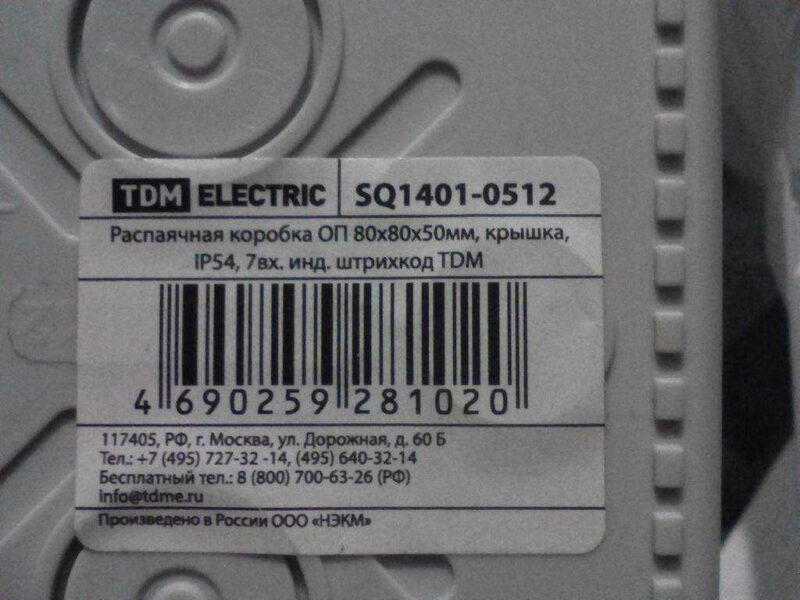 TDM ELECTRIC SQ1401-0512
Распаячная коробка ОП 80х80х50мм, крышка,
IP54, 7вх. инд. штрихкод TDM
4 690259 281020
117405, РФ, г. Москва, ул. Дорожная, д. 60 Б
Тел.: +7 (495) 727-32 -14, (495) 640-32-14
Бесплатный тел.: 8 (800) 700-63-26 (РФ)
info@tdme.ru
Произведено в России ООО «НЭКМ»